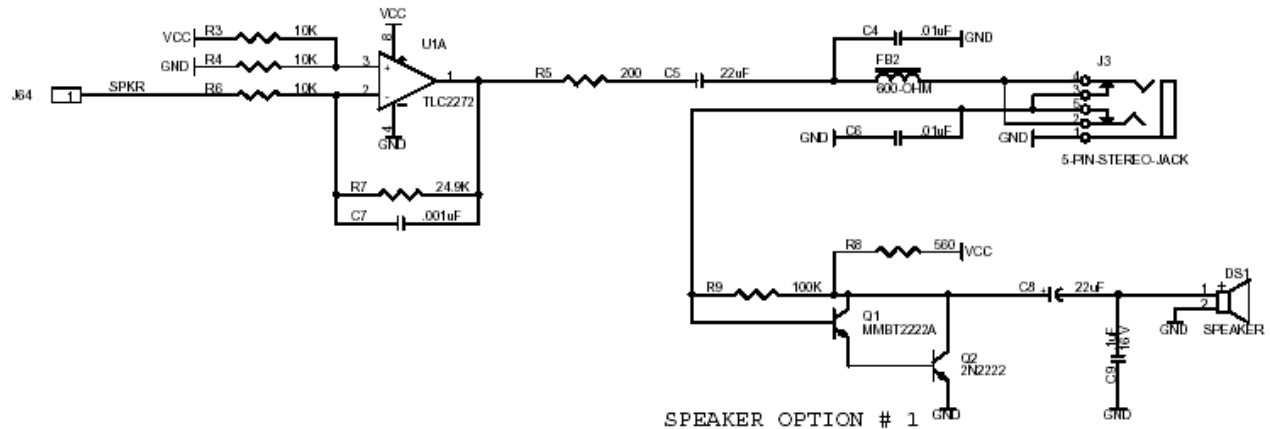 VCC
VCC R3 10K
8
U1A
GND R4 10K
3
+
1
J64 1 SPKR R6 10K
2
-
TLC2272
4
GND
R7 24.9K
C7 .001uF
R5 200 C5 22uF
C4 .01uF GND
FB2
600-OHM
J3
4
3
5
2
1
GND C6 .01uF
GND
5-PIN-STEREO-JACK
R8 560 VCC
R9 100K
C8 + 22uF
DS1
1 +
2
GND SPEAKER
Q1
MMBT2222A
Q2
2N2222
C9 .1uF
16V
GND
GND
SPEAKER OPTION # 1